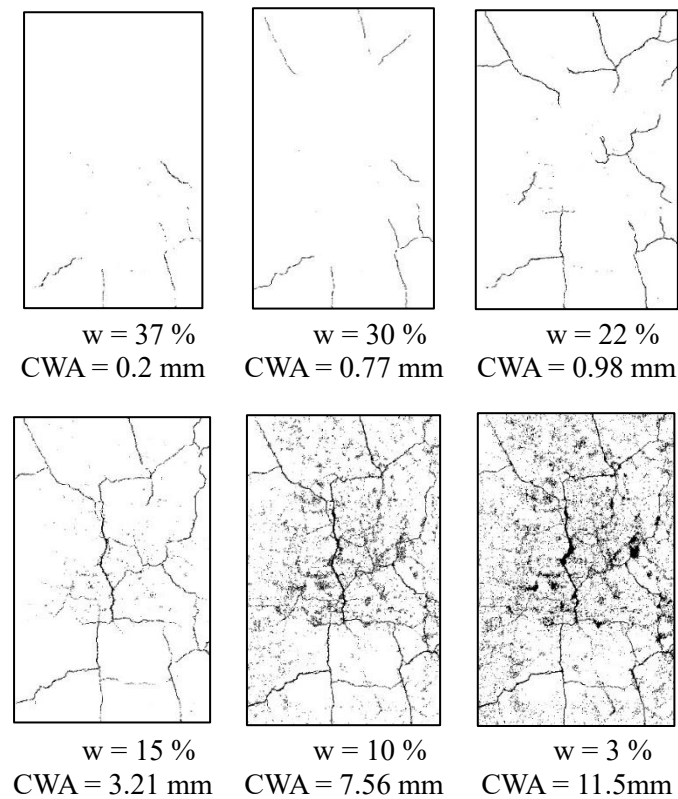 w = 37 %
CWA = 0.2 mm
w = 30 %
CWA = 0.77 mm
w = 22 %
CWA = 0.98 mm
w = 15 %
CWA = 3.21 mm
w = 10 %
CWA = 7.56 mm
w = 3 %
CWA = 11.5mm